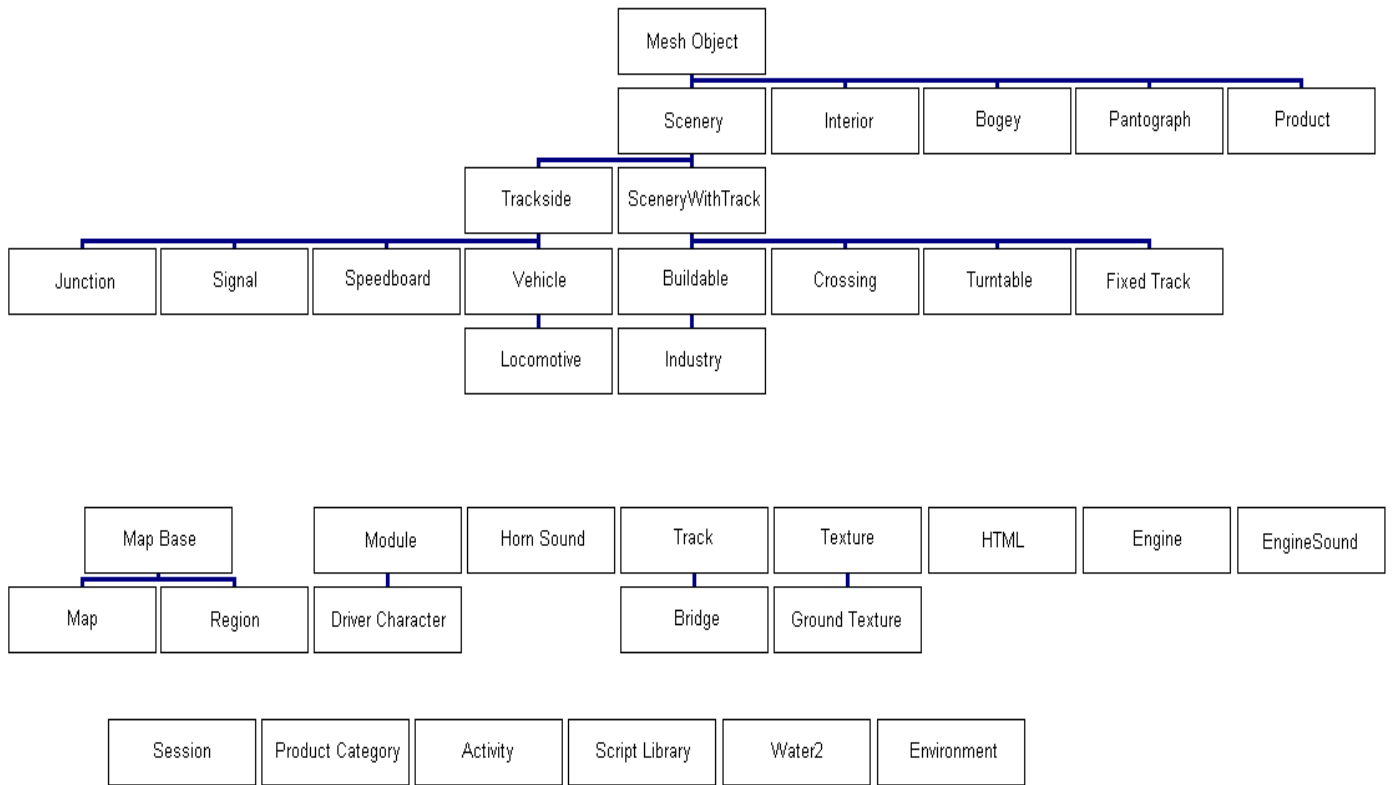 Mesh Object
Scenery
Interior
Bogey
Pantograph
Product
Trackside
SceneryWithTrack
Junction
Signal
Speedboard
Vehicle
Buildable
Crossing
Turntable
Fixed Track
Locomotive
Industry
Map Base
Module
Horn Sound
Track
Texture
HTML
Engine
EngineSound
Map
Region
Driver Character
Bridge
Ground Texture
Session
Product Category
Activity
Script Library
Water2
Environment